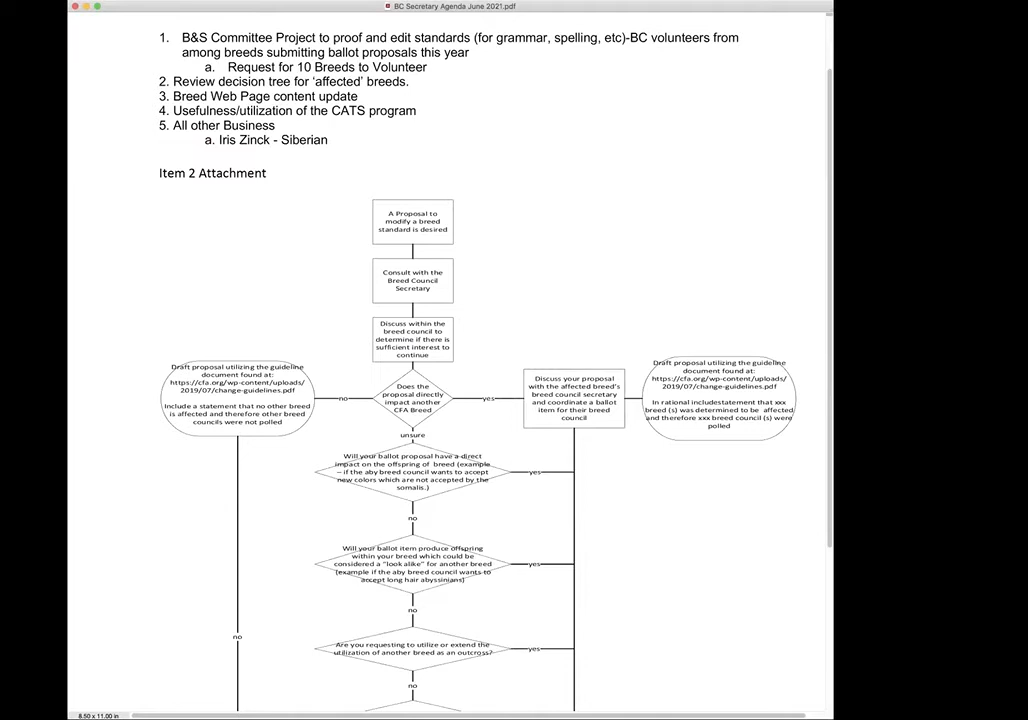 BC Secretary Agenda June 2021.pdf
1. B&S Committee Project to proof and edit standards (for grammar, spelling, etc)-BC volunteers from
among breeds submitting ballot proposals this year
a. Request for 10 Breeds to Volunteer
2. Review decision tree for ‘affected’ breeds.
3. Breed Web Page content update
4. Usefulness/utilization of the CATS program
5. All other Business
a. Iris Zinck - Siberian
Item 2 Attachment
A Proposal to
modify a breed
standard is desired
Consult with the
Breed Council
Secretary
Discuss within the
breed council to
determine if there is
sufficient interest to
continue
Draft proposal utilizing the guideline
document found at:
https://cfa.org/wp-content/uploads/
2019/07/change-guidelines.pdf
Include a statement that no other breed
is affected and therefore other breed
councils were not polled
no
Does the
proposal directly
impact another
CFA Breed
yes
Discuss your proposal
with the affected breed's
breed council secretary
and coordinate a ballot
item for their breed
council
Draft proposal utilizing the guideline
document found at:
https://cfa.org/wp-content/uploads/
2019/07/change-guidelines.pdf
In rational includestatement that xxx
breed (s) was determined to be affected
and therefore xxx breed council (s) were
polled
unsure
Will your ballot proposal have a direct
impact on the offspring of breed (example
– if the aby breed council wants to accept
new colors which are not accepted by the
somalis.)
yes
no
Will your ballot item produce offspring
within your breed which could be
considered a "look alike" for another breed
(example if the aby breed council wants to
accept long hair abyssinians)
yes
no
no
Are you requesting to utilize or extend the
utilization of another breed as an outcross?
yes
no
8.50 x 11.00 in